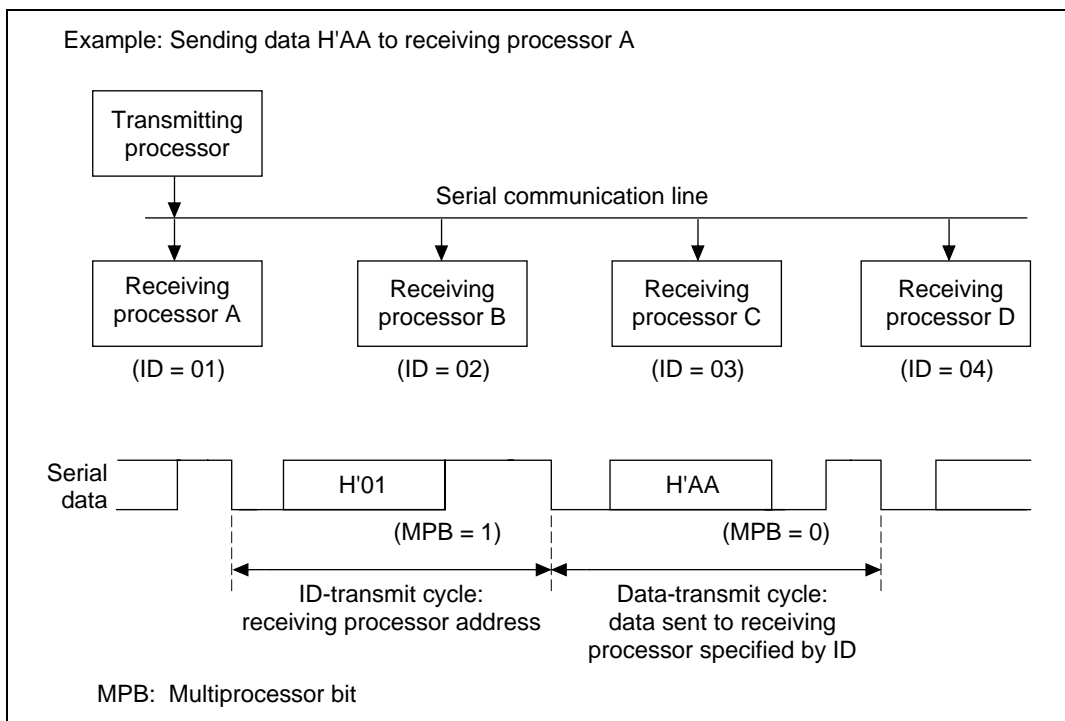 Example: Sending data H'AA to receiving processor A
Transmitting
processor
Serial communication line
Receiving
processor A
Receiving
processor B
Receiving
processor C
Receiving
processor D
(ID = 01)
(ID = 02)
(ID = 03)
(ID = 04)
Serial
data
H'01
H'AA
(MPB = 1)
(MPB = 0)
ID-transmit cycle:
receiving processor address
Data-transmit cycle:
data sent to receiving
processor specified by ID
MPB: Multiprocessor bit